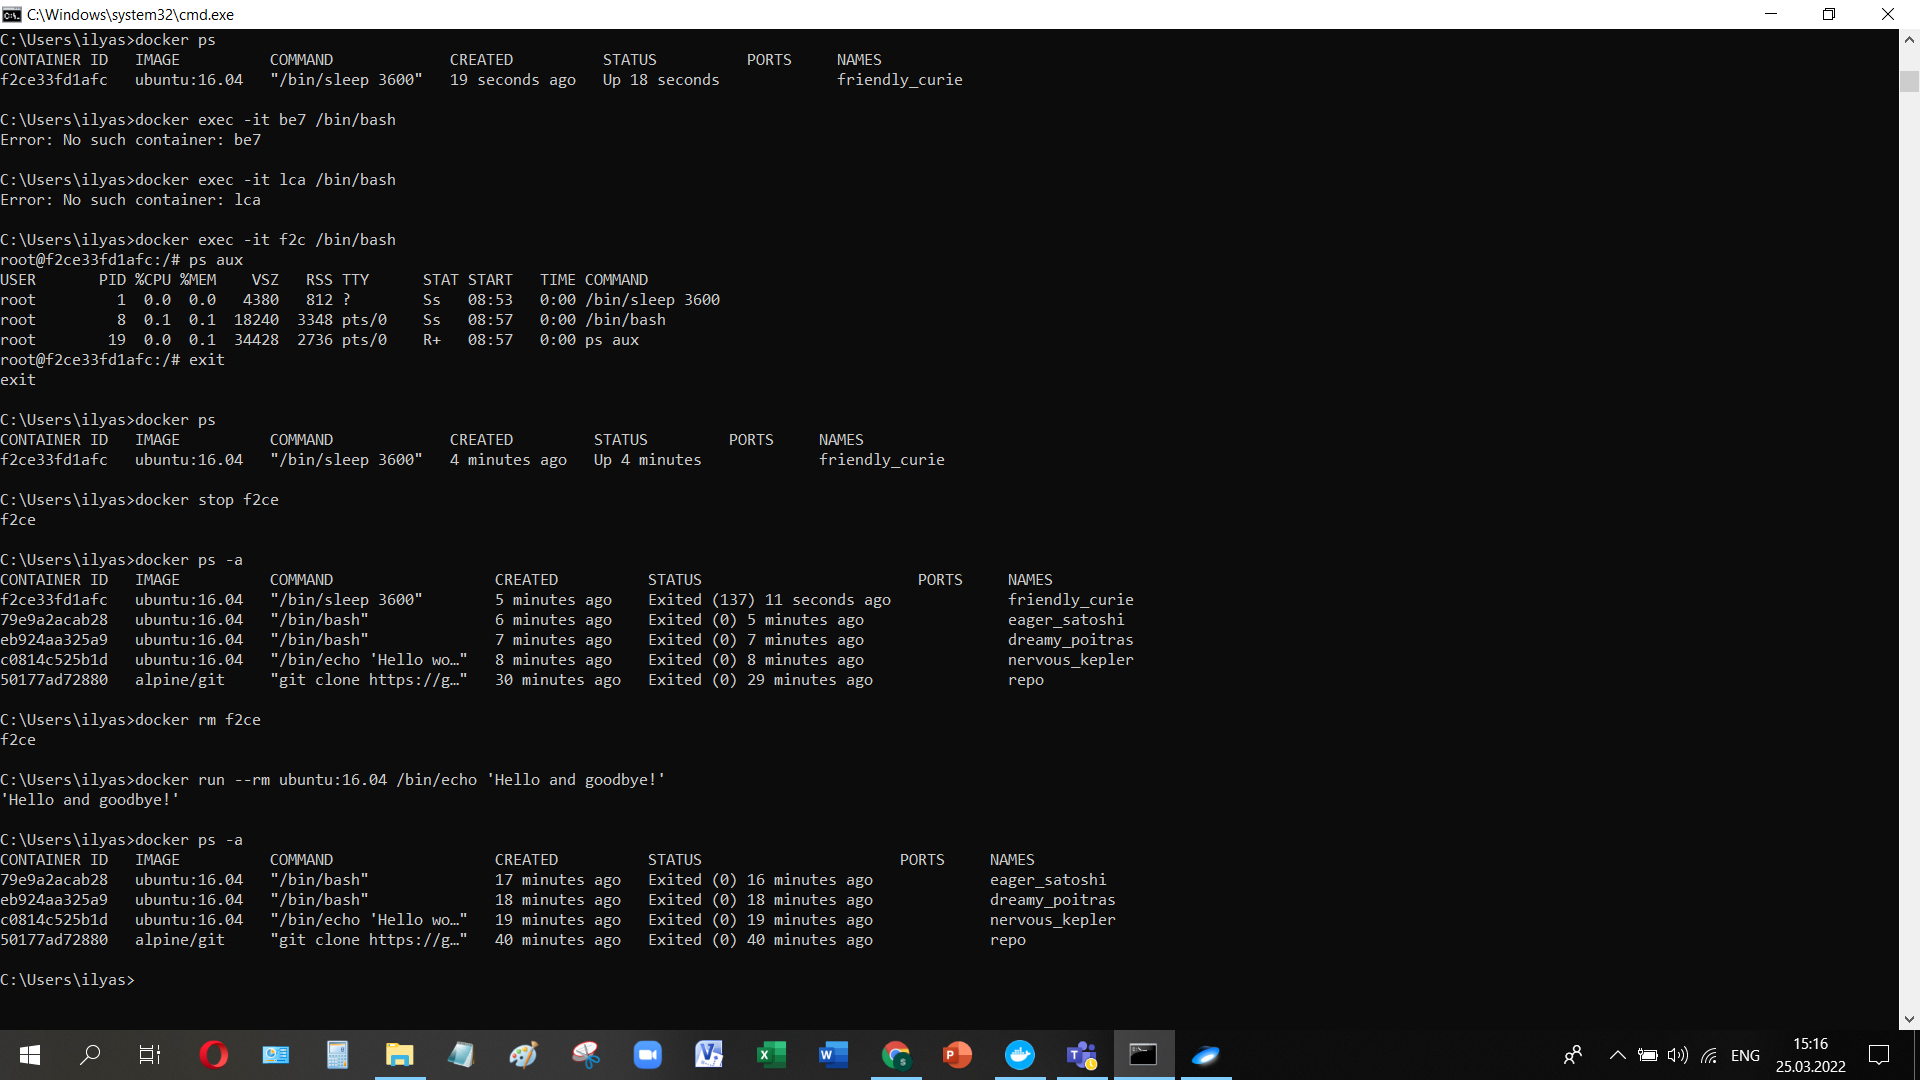 C:\Windows\system32\cmd.exe
C:\Users\ilyas>docker ps
CONTAINER ID   IMAGE          COMMAND             CREATED          STATUS          PORTS     NAMES
f2ce33fd1afc   ubuntu:16.04   "/bin/sleep 3600"   19 seconds ago   Up 18 seconds             friendly_curie
C:\Users\ilyas>docker exec -it be7 /bin/bash
Error: No such container: be7
C:\Users\ilyas>docker exec -it lca /bin/bash
Error: No such container: lca
C:\Users\ilyas>docker exec -it f2c /bin/bash
root@f2ce33fd1afc:/# ps aux
USER       PID %CPU %MEM    VSZ   RSS TTY      STAT START   TIME COMMAND
root         1  0.0  0.0   4380   812 ?        Ss   08:53   0:00 /bin/sleep 3600
root         8  0.1  0.1  18240  3348 pts/0    Ss   08:57   0:00 /bin/bash
root        19  0.0  0.1  34428  2736 pts/0    R+   08:57   0:00 ps aux
root@f2ce33fd1afc:/# exit
exit
C:\Users\ilyas>docker ps
CONTAINER ID   IMAGE          COMMAND             CREATED         STATUS         PORTS     NAMES
f2ce33fd1afc   ubuntu:16.04   "/bin/sleep 3600"   4 minutes ago   Up 4 minutes             friendly_curie
C:\Users\ilyas>docker stop f2ce
f2ce
C:\Users\ilyas>docker ps -a
CONTAINER ID   IMAGE          COMMAND                  CREATED          STATUS                        PORTS     NAMES
f2ce33fd1afc   ubuntu:16.04   "/bin/sleep 3600"        5 minutes ago    Exited (137) 11 seconds ago             friendly_curie
79e9a2acab28   ubuntu:16.04   "/bin/bash"              6 minutes ago    Exited (0) 5 minutes ago                eager_satoshi
eb924aa325a9   ubuntu:16.04   "/bin/bash"              7 minutes ago    Exited (0) 7 minutes ago                dreamy_poitras
c0814c525b1d   ubuntu:16.04   "/bin/echo 'Hello wo…"   8 minutes ago    Exited (0) 8 minutes ago                nervous_kepler
50177ad72880   alpine/git     "git clone https://g…"   30 minutes ago   Exited (0) 29 minutes ago               repo
C:\Users\ilyas>docker rm f2ce
f2ce
C:\Users\ilyas>docker run --rm ubuntu:16.04 /bin/echo 'Hello and goodbye!'
'Hello and goodbye!'
C:\Users\ilyas>docker ps -a
CONTAINER ID   IMAGE          COMMAND                  CREATED          STATUS                      PORTS     NAMES
79e9a2acab28   ubuntu:16.04   "/bin/bash"              17 minutes ago   Exited (0) 16 minutes ago             eager_satoshi
eb924aa325a9   ubuntu:16.04   "/bin/bash"              18 minutes ago   Exited (0) 18 minutes ago             dreamy_poitras
c0814c525b1d   ubuntu:16.04   "/bin/echo 'Hello wo…"   19 minutes ago   Exited (0) 19 minutes ago             nervous_kepler
50177ad72880   alpine/git     "git clone https://g…"   40 minutes ago   Exited (0) 40 minutes ago             repo
C:\Users\ilyas>
ENG
15:16
25.03.2022